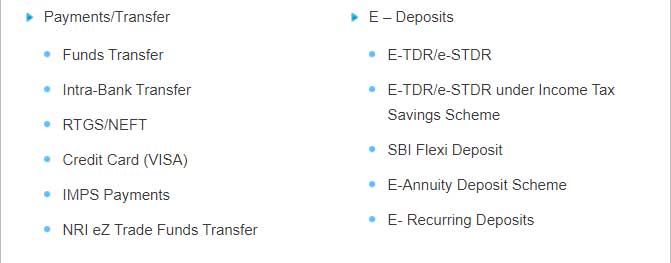 Payments/Transfer
Funds Transfer
Intra-Bank Transfer
RTGS/NEFT
Credit Card (VISA)
IMPS Payments
NRI eZ Trade Funds Transfer
E – Deposits
E-TDR/e-STDR
E-TDR/e-STDR under Income Tax
Savings Scheme
SBI Flexi Deposit
E-Annuity Deposit Scheme
E- Recurring Deposits